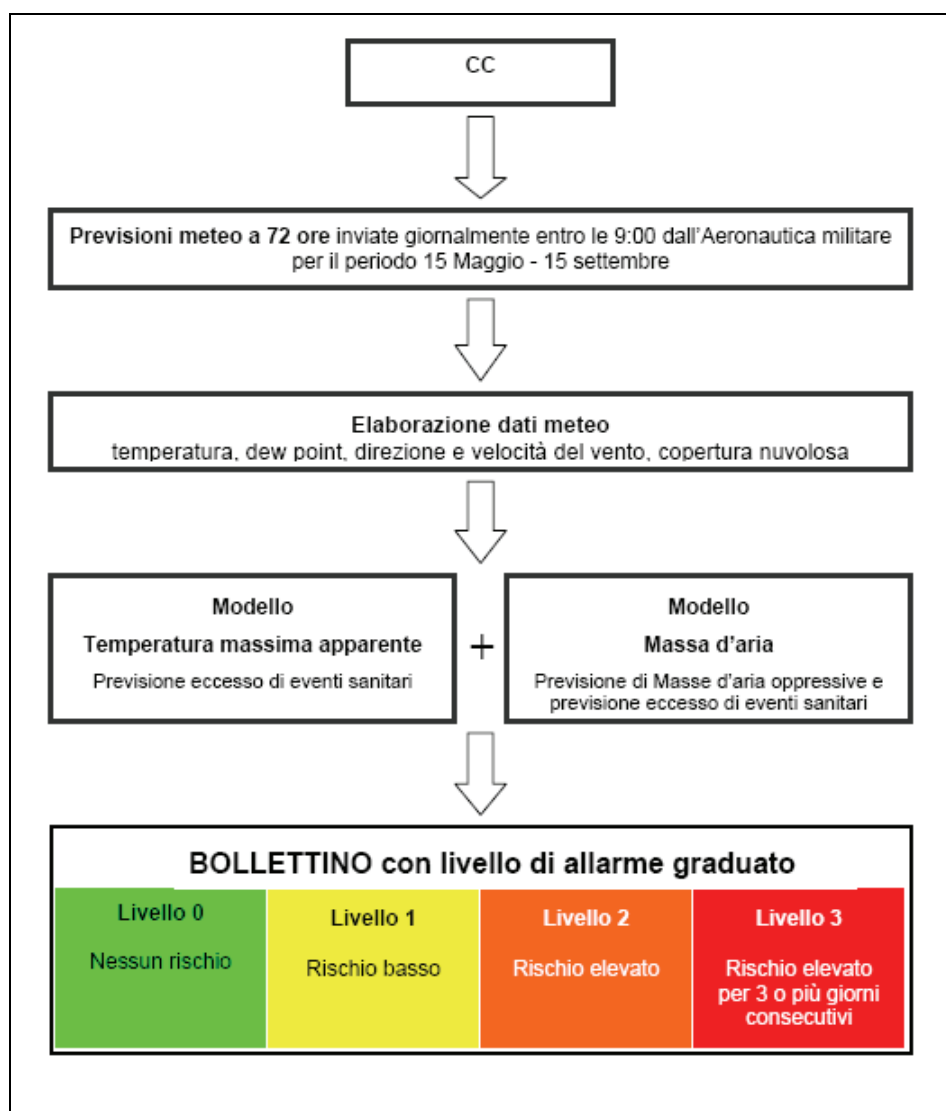 CC
Previsioni meteo a 72 ore inviate giornalmente entro le 9:00 dall'Aeronautica militare
per il periodo 15 Maggio - 15 settembre
Elaborazione dati meteo
temperatura, dew point, direzione e velocità del vento, copertura nuvolosa
Modello
Temperatura massima apparente
Previsione eccesso di eventi sanitari
+
Modello
Massa d'aria
Previsione di Masse d'aria oppressive e
previsione eccesso di eventi sanitari
BOLLETTINO con livello di allarme graduato
Livello 0
Nessun rischio
Livello 1
Rischio basso
Livello 2
Rischio elevato
Livello 3
Rischio elevato
per 3 o più giorni
consecutivi